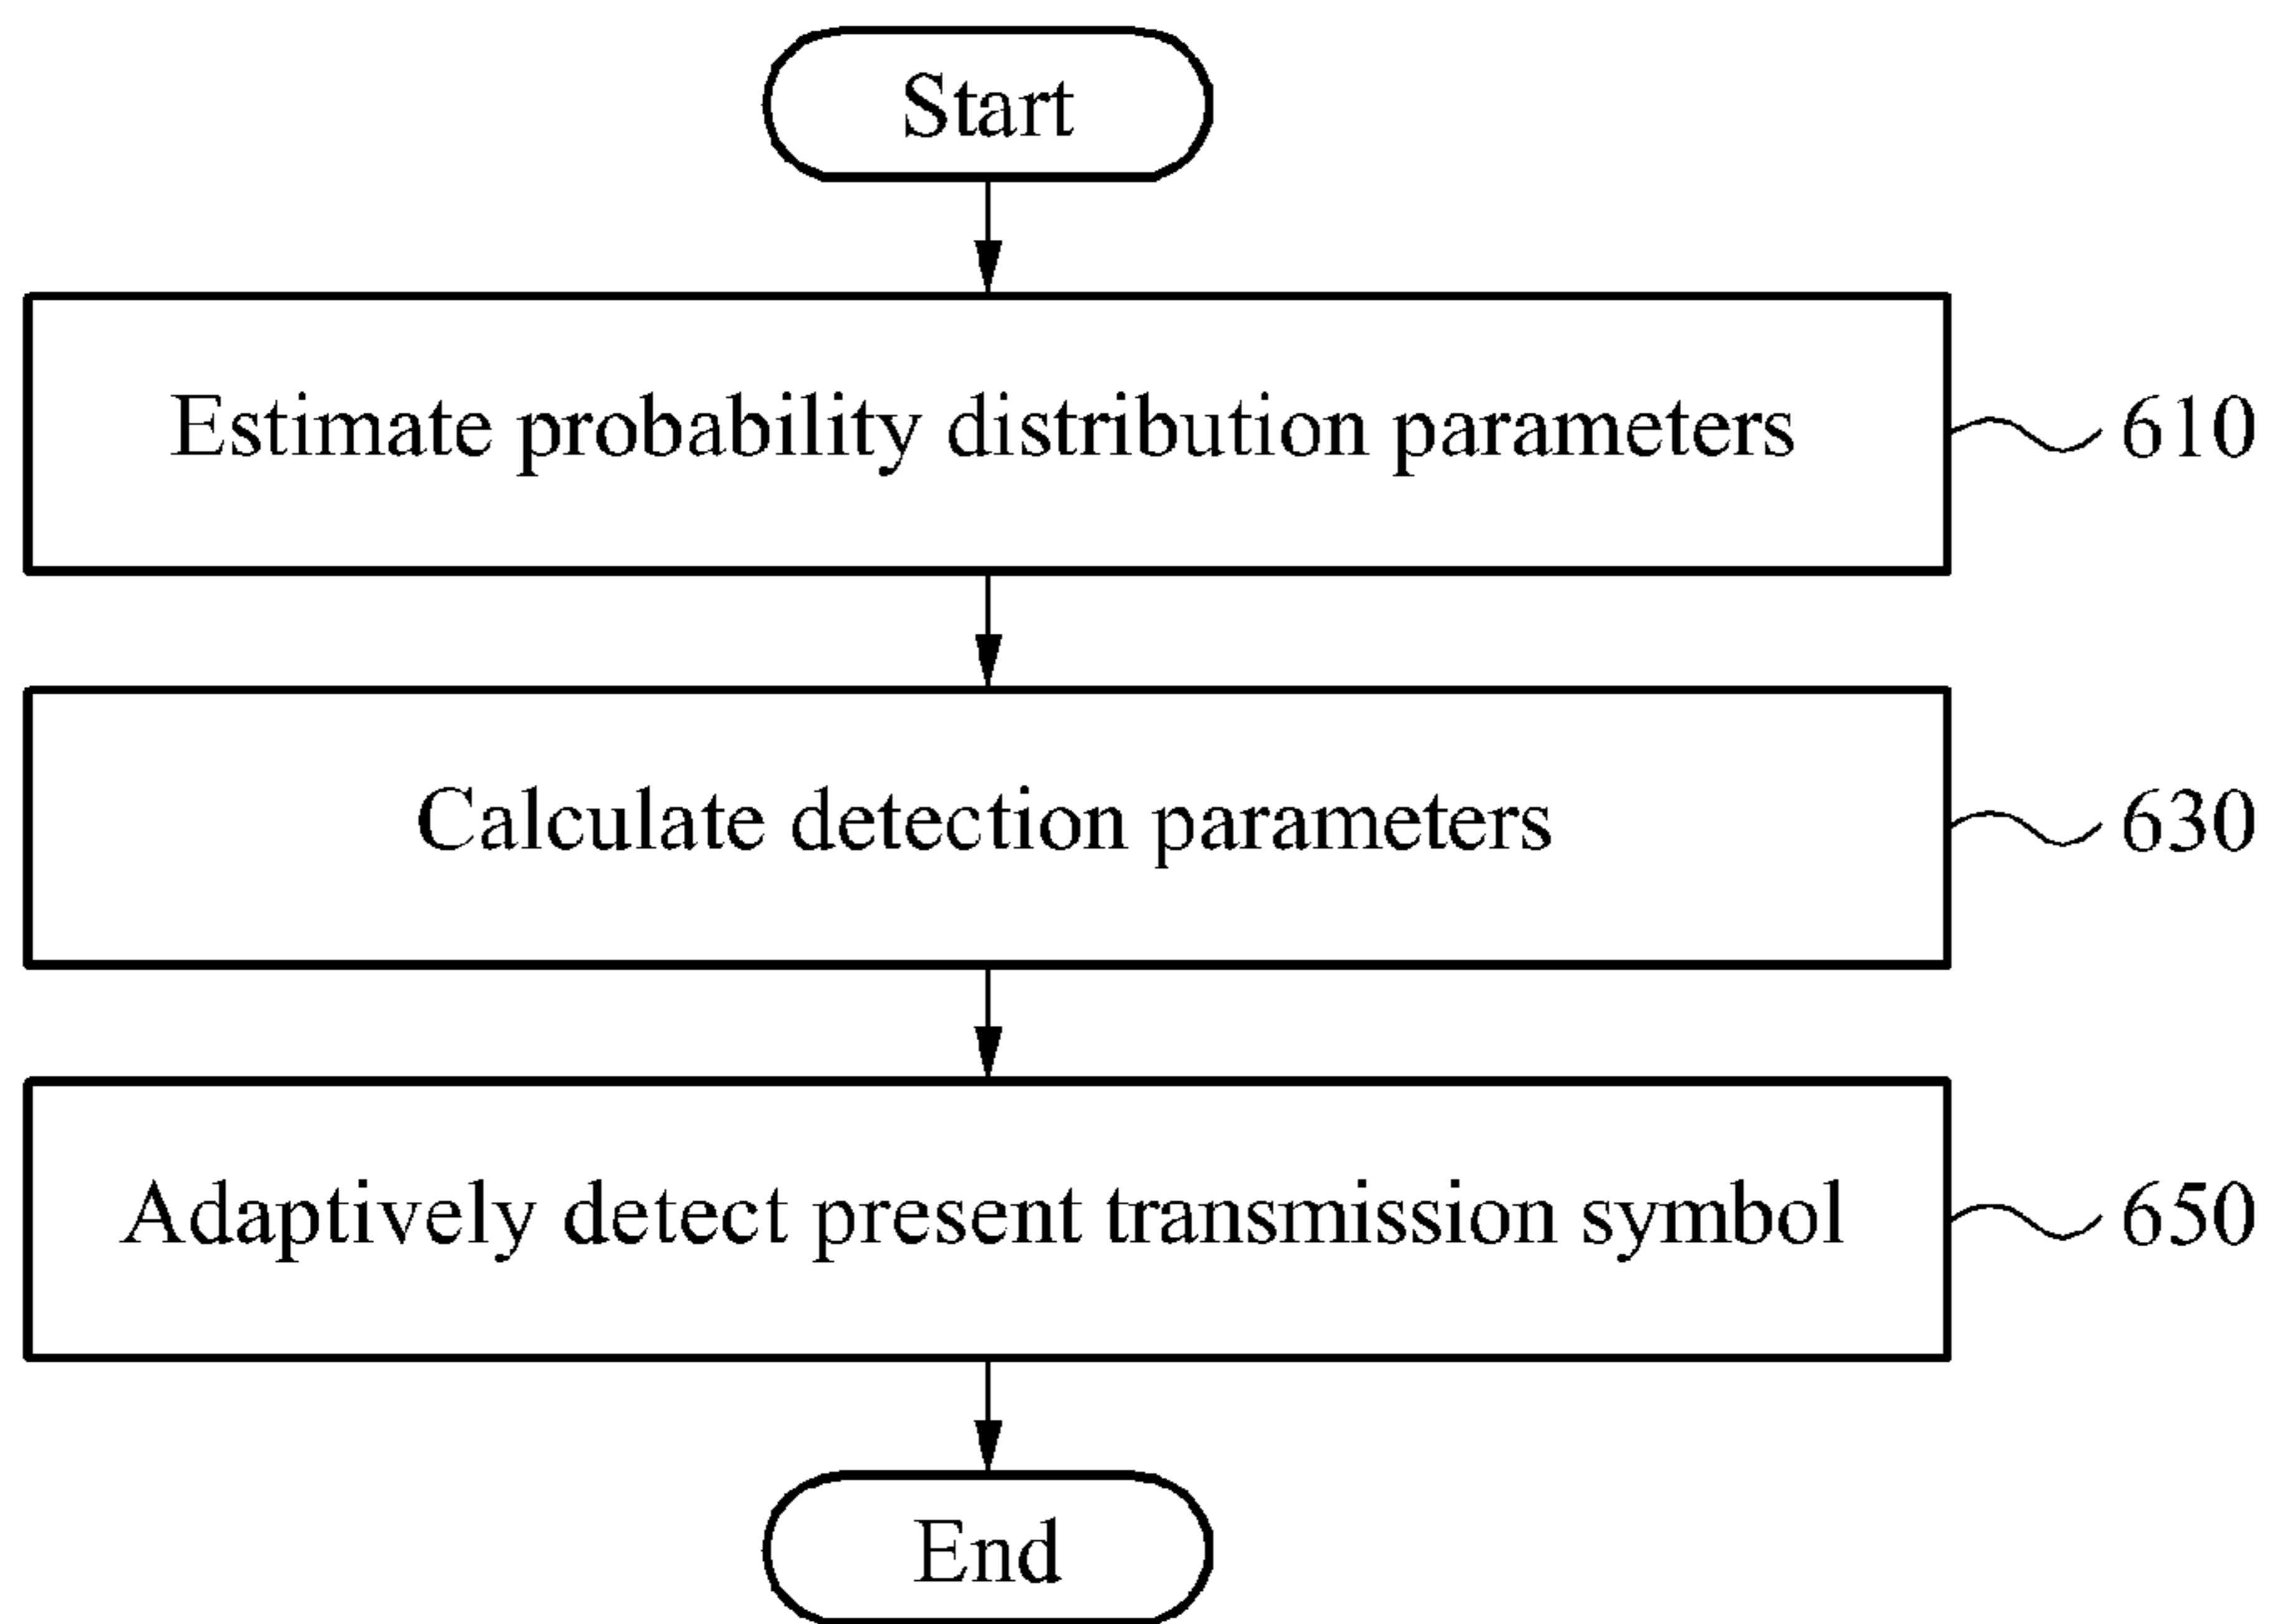 Start
Estimate probability distribution parameters
610
Calculate detection parameters
630
Adaptively detect present transmission symbol
650
End